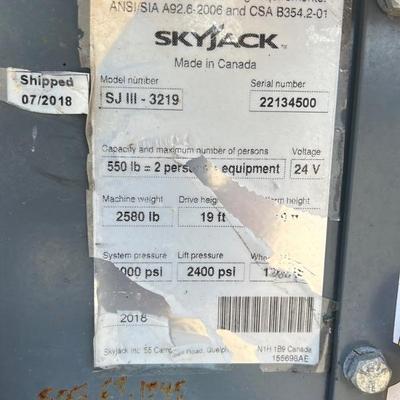 ANSI/SIA A92.6-2006 and CSA B354.2-01
SKYJACK
Made in Canada
Shipped
07/2018
Model number Serial number
SJ III - 3219 22134500
Capacity and maximum number of persons Voltage
550 lb = 2 equipment 24 V
Machine weight Drive height
2580 lb 19 ft
System pressure Lift pressure
000 psi 2400 psi
2018
Skyjack Inc. 55 Road, Guelph N1H 1B9 Canada
155698AE